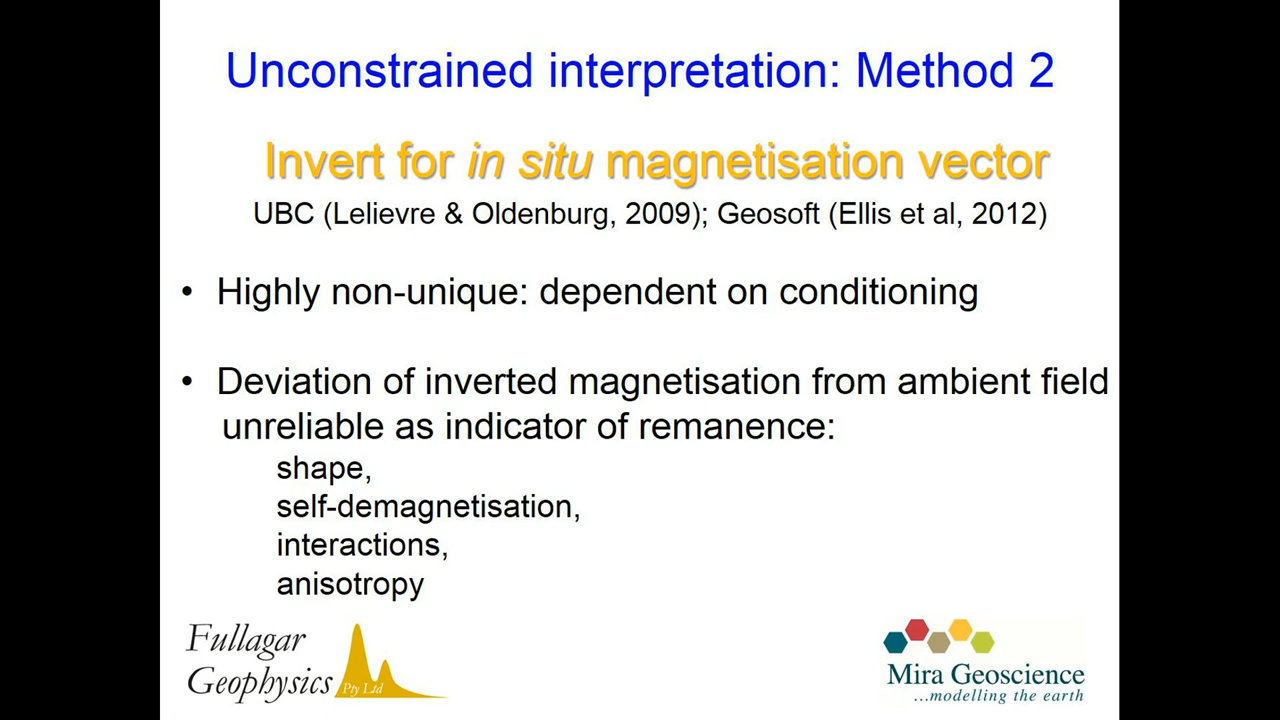 Unconstrained interpretation: Method 2
Invert for in situ magnetisation vector
UBC (Lelievre & Oldenburg, 2009); Geosoft (Ellis et al, 2012)
• Highly non-unique: dependent on conditioning
• Deviation of inverted magnetisation from ambient field
unreliable as indicator of remanence:
shape,
self-demagnetisation,
interactions,
anisotropy
Fullagar
Geophysics Pty Ltd
Mira Geoscience
...modelling the earth